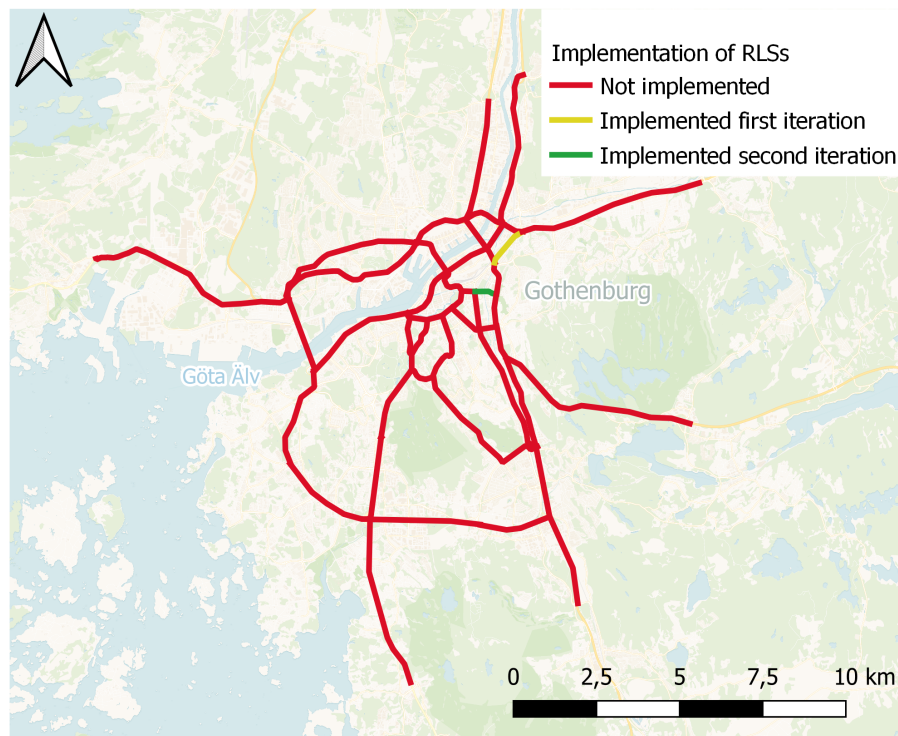 Implementation of RLSs
Not implemented
Implemented first iteration
Implemented second iteration
Gothenburg
Göta Älv
0 2,5 5 7,5 10 km